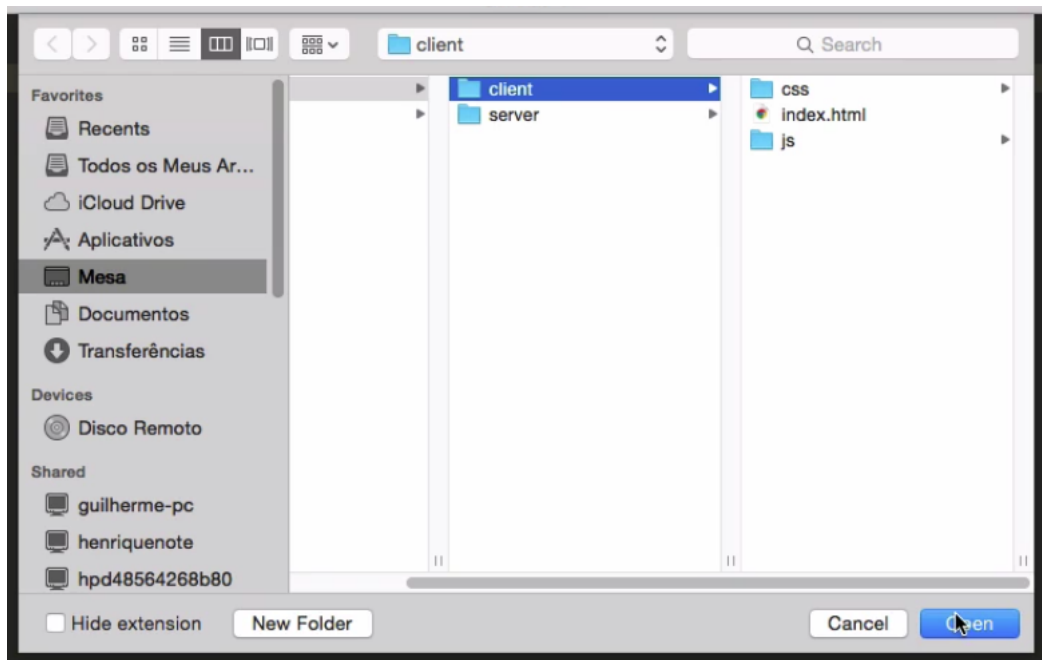 client
Search
Favorites
Recents
Todos os Meus Ar...
iCloud Drive
Aplicativos
Mesa
Documentos
Transferências
Devices
Disco Remoto
Shared
guilherme-pc
henriquenote
hpd48564268b80
client
server
css
index.html
js
Hide extension
New Folder
Cancel
Open